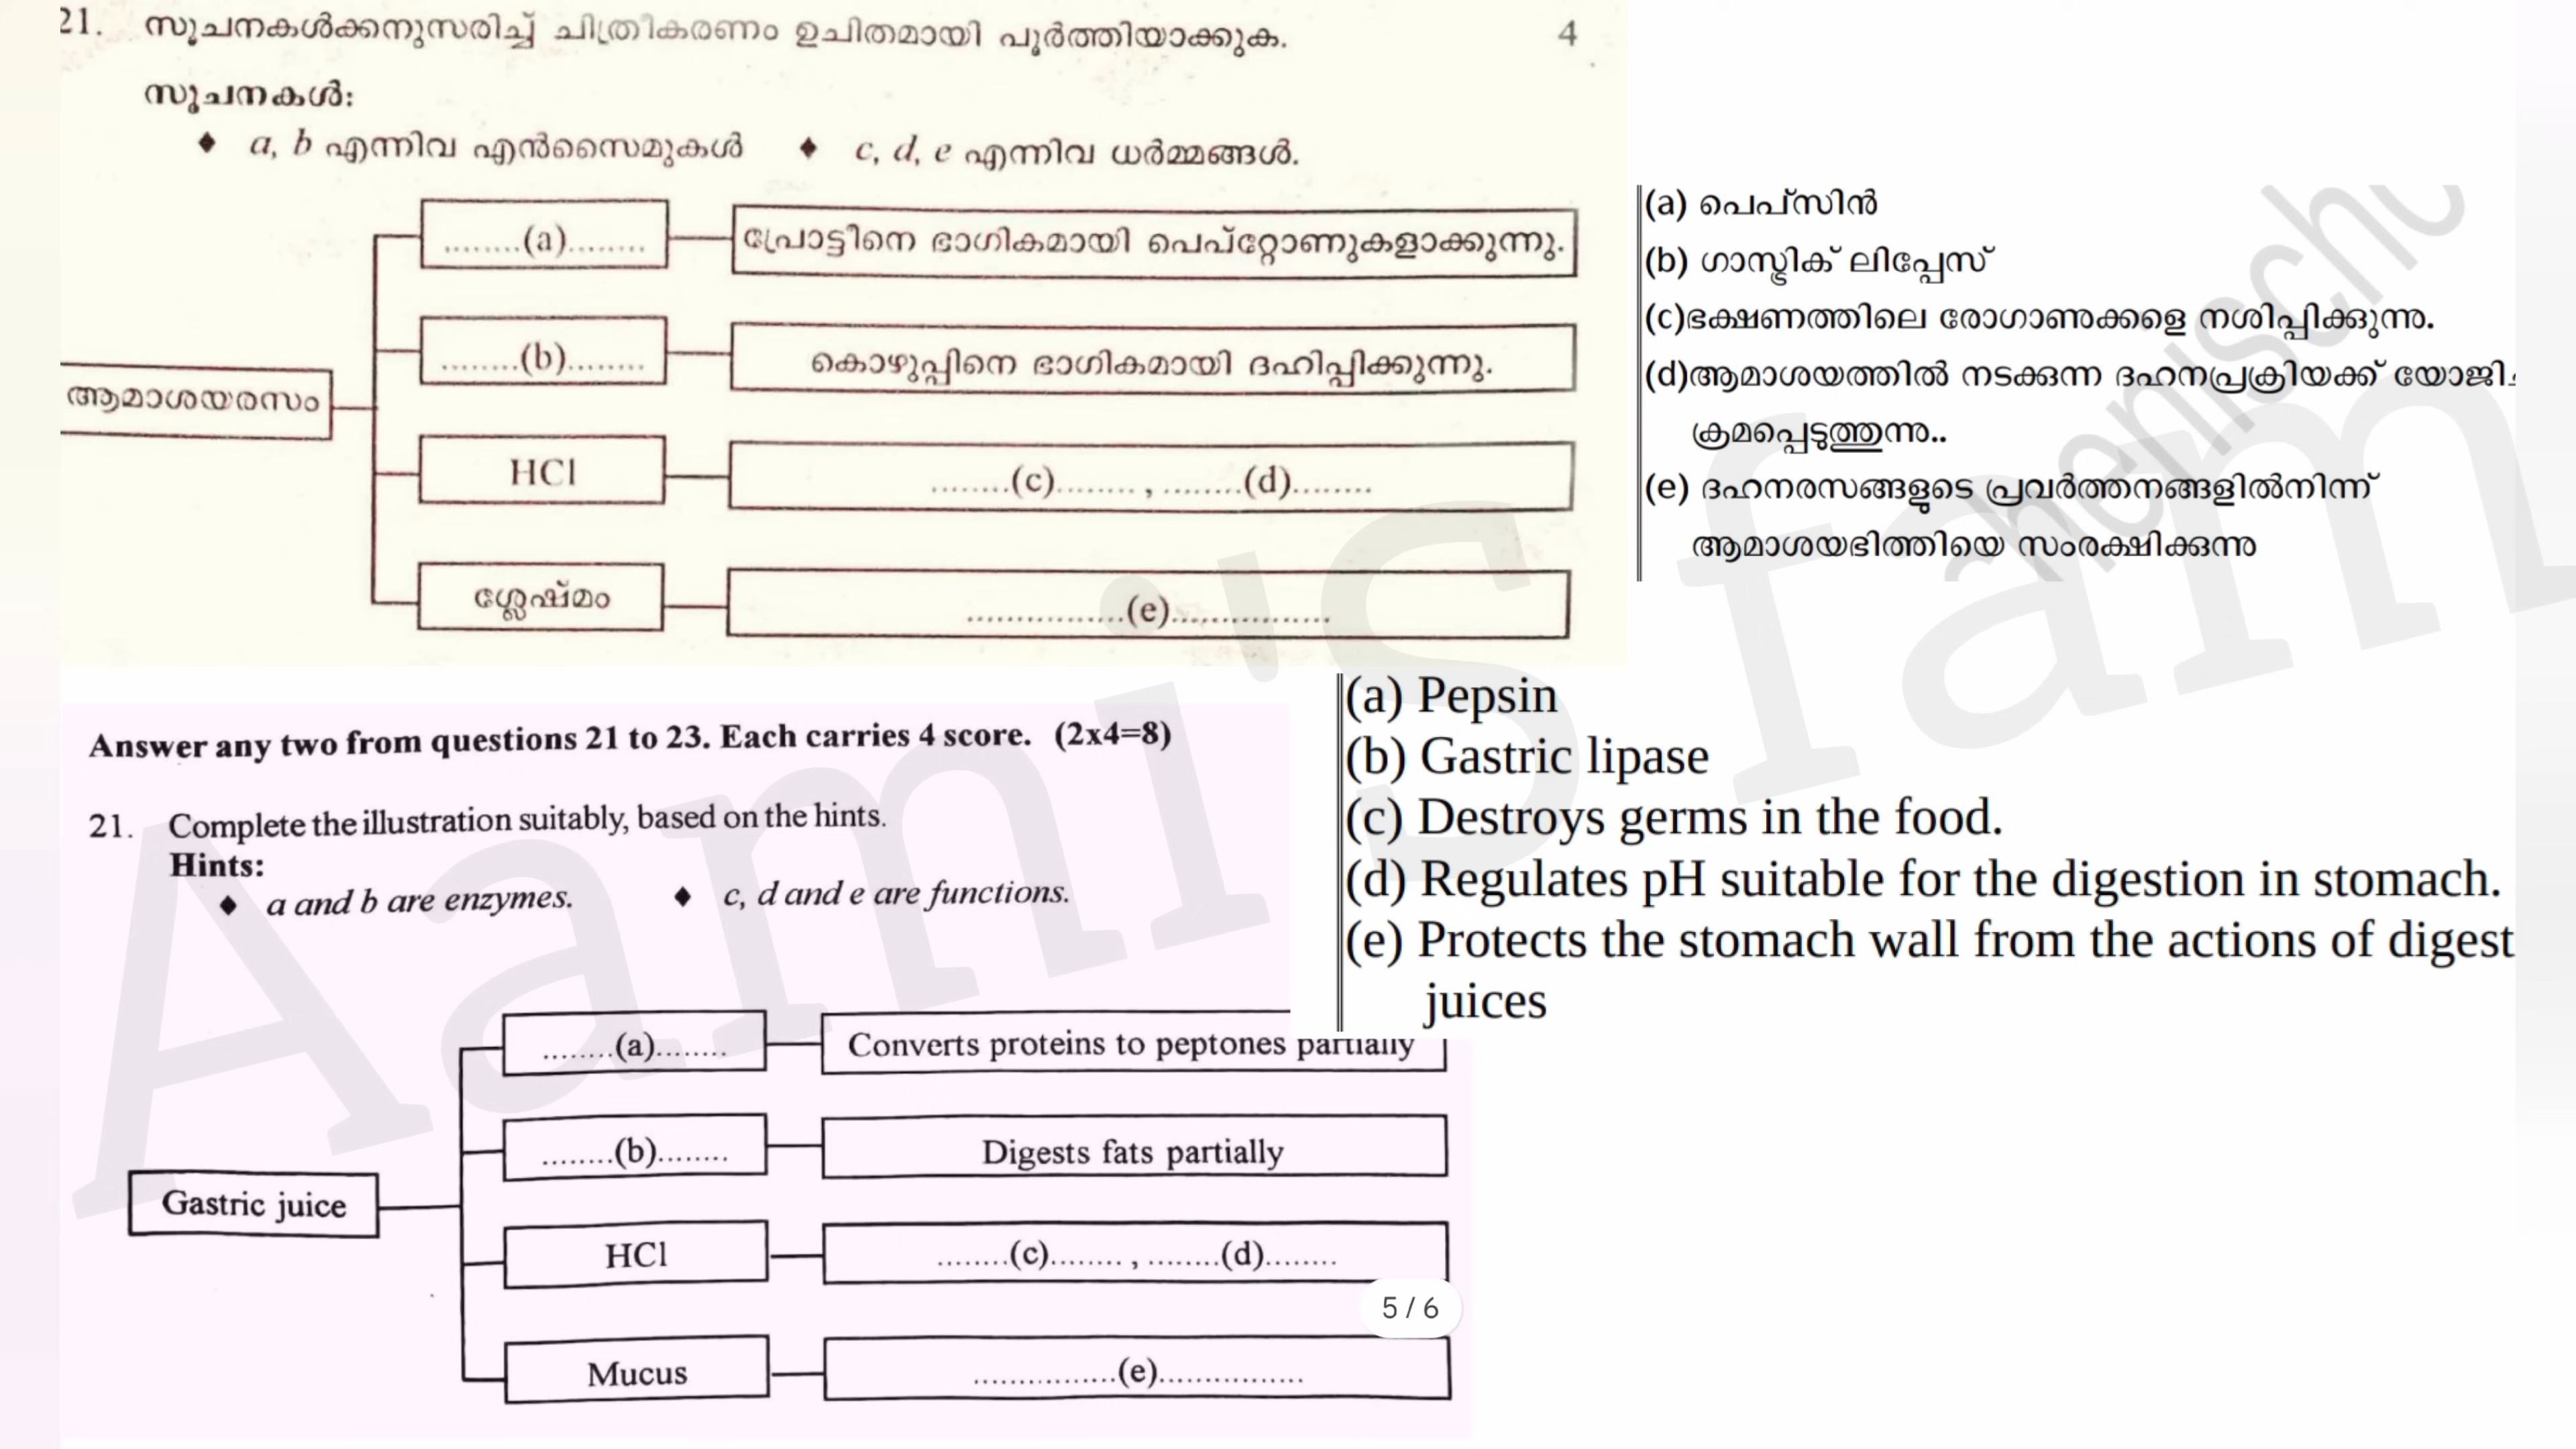 21. സൂചനകൾക്കനുസരിച്ച് ചിത്രീകരണം ഉചിതമായി പൂർത്തിയാക്കുക. 4
സൂചനകൾ:
♦ a, b എന്നിവ എൻസൈമുകൾ ♦ c, d, e എന്നിവ ധർമ്മങ്ങൾ.
........(a)........ പ്രോട്ടീനെ ഭാഗികമായി പെപ്റ്റോണുകളാക്കുന്നു.
........(b)........ കൊഴുപ്പിനെ ഭാഗികമായി ദഹിപ്പിക്കുന്നു.
ആമാശയരസം
HCl ........(c)........ , ........(d)........
ശ്ലേഷ്മം ................(e)................
(a) പെപ്സിൻ
(b) ഗാസ്ട്രിക് ലിപ്പേസ്
(c)ഭക്ഷണത്തിലെ രോഗാണുക്കളെ നശിപ്പിക്കുന്നു.
(d)ആമാശയത്തിൽ നടക്കുന്ന ദഹനപ്രക്രിയക്ക്
ക്രമപ്പെടുത്തുന്നു..
(e) ദഹനരസങ്ങളുടെ പ്രവർത്തനങ്ങളിൽനിന്ന്
ആമാശയഭിത്തിയെ സംരക്ഷിക്കുന്നു
Answer any two from questions 21 to 23. Each carries 4 score. (2x4=8)
21. Complete the illustration suitably, based on the hints.
Hints:
♦ a and b are enzymes. ♦ c, d and e are functions.
........(a)........ Converts proteins to peptones partially
........(b)........ Digests fats partially
Gastric juice
HCl ........(c)........ , ........(d)........
Mucus ................(e)................
5 / 6
(a) Pepsin
(b) Gastric lipase
(c) Destroys germs in the food.
(d) Regulates pH suitable for the digestion in stomach.
(e) Protects the stomach wall from the actions of digest
juices
Aami's fam